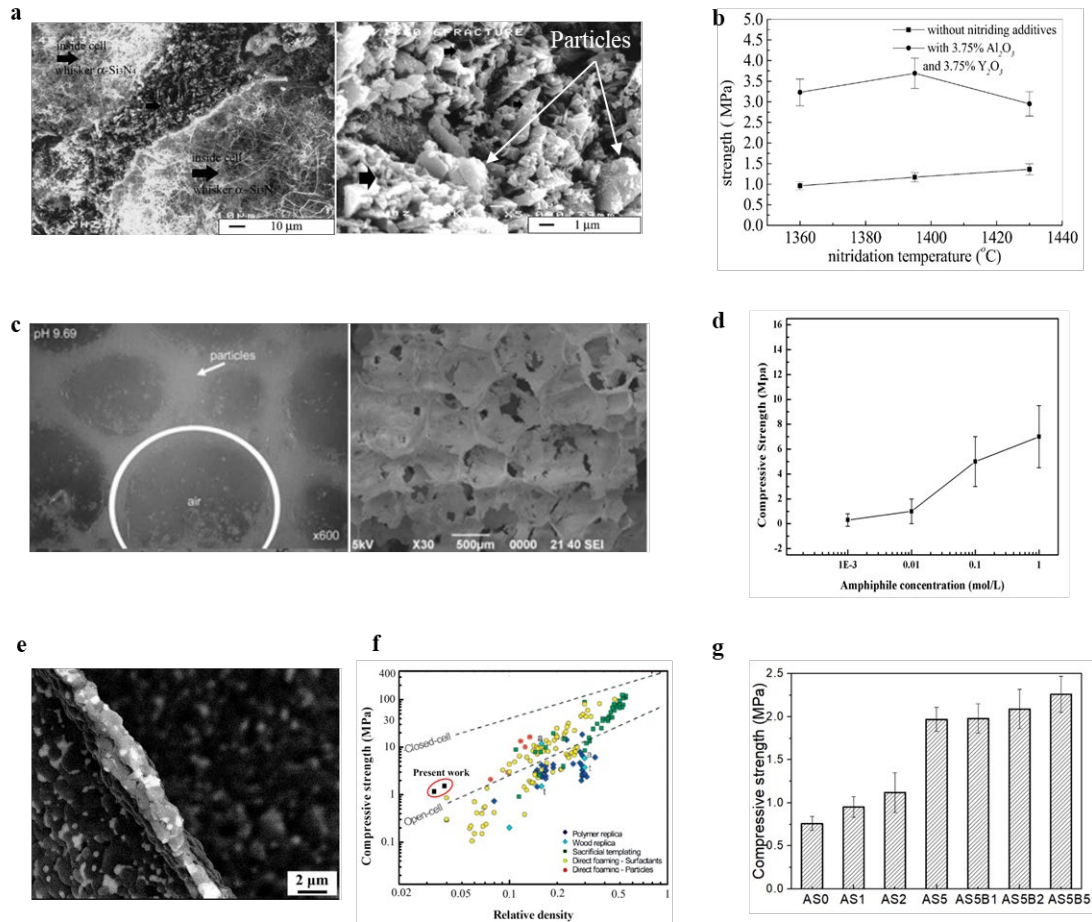 a
inside cell
whisker α-Si3N4
inside cell
10 μm
Particles
1 μm
b
without nitriding additives
with 3.75% Al2O3
and 3.75% Y2O3
strength ( MPa)
5.0
4.5
4.0
3.5
3.0
2.5
2.0
1.5
1.0
0.5
0.0
1360
1380
1400
1420
1440
nitridation temperature (°C)
c
pH 9.69
particles
air
x600
5kV X30 500μm 0000 21 40 SEI
d
Compressive Strength (Mpa)
16
14
12
10
8
6
4
2
0
-2
1E-3
0.01
0.1
1
Amphiphile concentration (mol/L)
e
2 μm
f
Compressive strength (MPa)
400
100
30
10
1
0.1
Closed-cell
Open-cell
Present work
Polymer replica
Wood replica
Sacrificial templating
Direct foaming - Surfactants
Direct foaming - Particles
0.02
0.05
0.1
0.2
0.5
1
Relative density
g
Compressive strength (MPa)
2.5
2.0
1.5
1.0
0.5
0.0
AS0 AS1 AS2 AS5 AS5B1 AS5B2 AS5B5